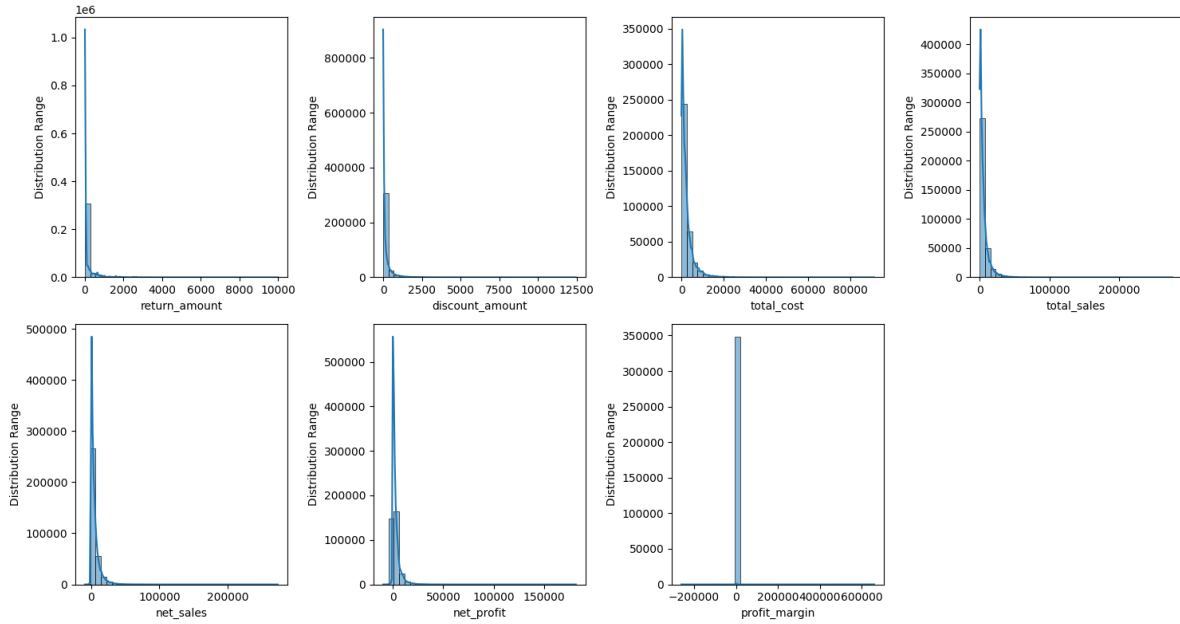 1e6
1.0
0.8
0.6
0.4
0.2
0.0
Distribution Range
0 2000 4000 6000 8000 10000
return_amount
800000
600000
400000
200000
0
Distribution Range
0 2500 5000 7500 10000 12500
discount_amount
350000
300000
250000
200000
150000
100000
50000
0
Distribution Range
0 20000 40000 60000 80000
total_cost
400000
350000
300000
250000
200000
150000
100000
50000
0
Distribution Range
0 100000 200000
total_sales
500000
400000
300000
200000
100000
0
Distribution Range
0 100000 200000
net_sales
500000
400000
300000
200000
100000
0
Distribution Range
0 50000 100000 150000
net_profit
350000
300000
250000
200000
150000
100000
50000
0
Distribution Range
−200000 0 200000 400000 600000
profit_margin